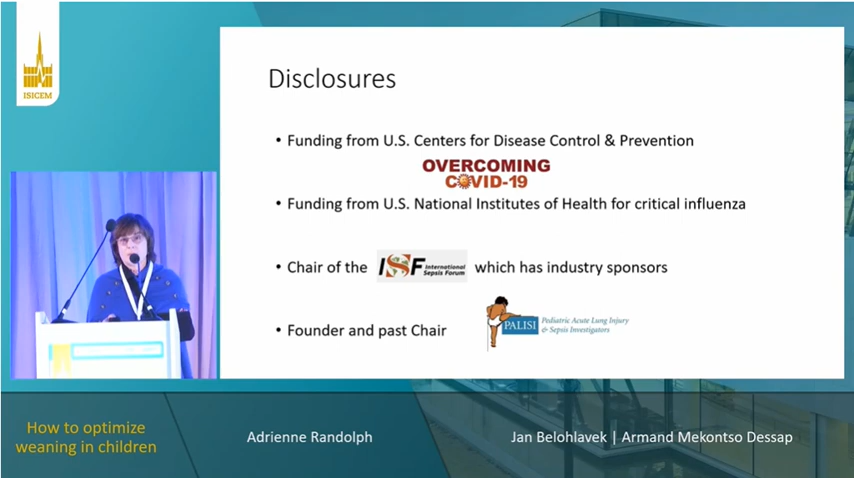 ISICEM
Disclosures
• Funding from U.S. Centers for Disease Control & Prevention
OVERCOMING
COVID-19
• Funding from U.S. National Institutes of Health for critical influenza
• Chair of the ISF International Sepsis Forum which has industry sponsors
• Founder and past Chair PALISI Pediatric Acute Lung Injury & Sepsis Investigators
How to optimize
weaning in children
Adrienne Randolph
Jan Belohlavek | Armand Mekontso Dessap